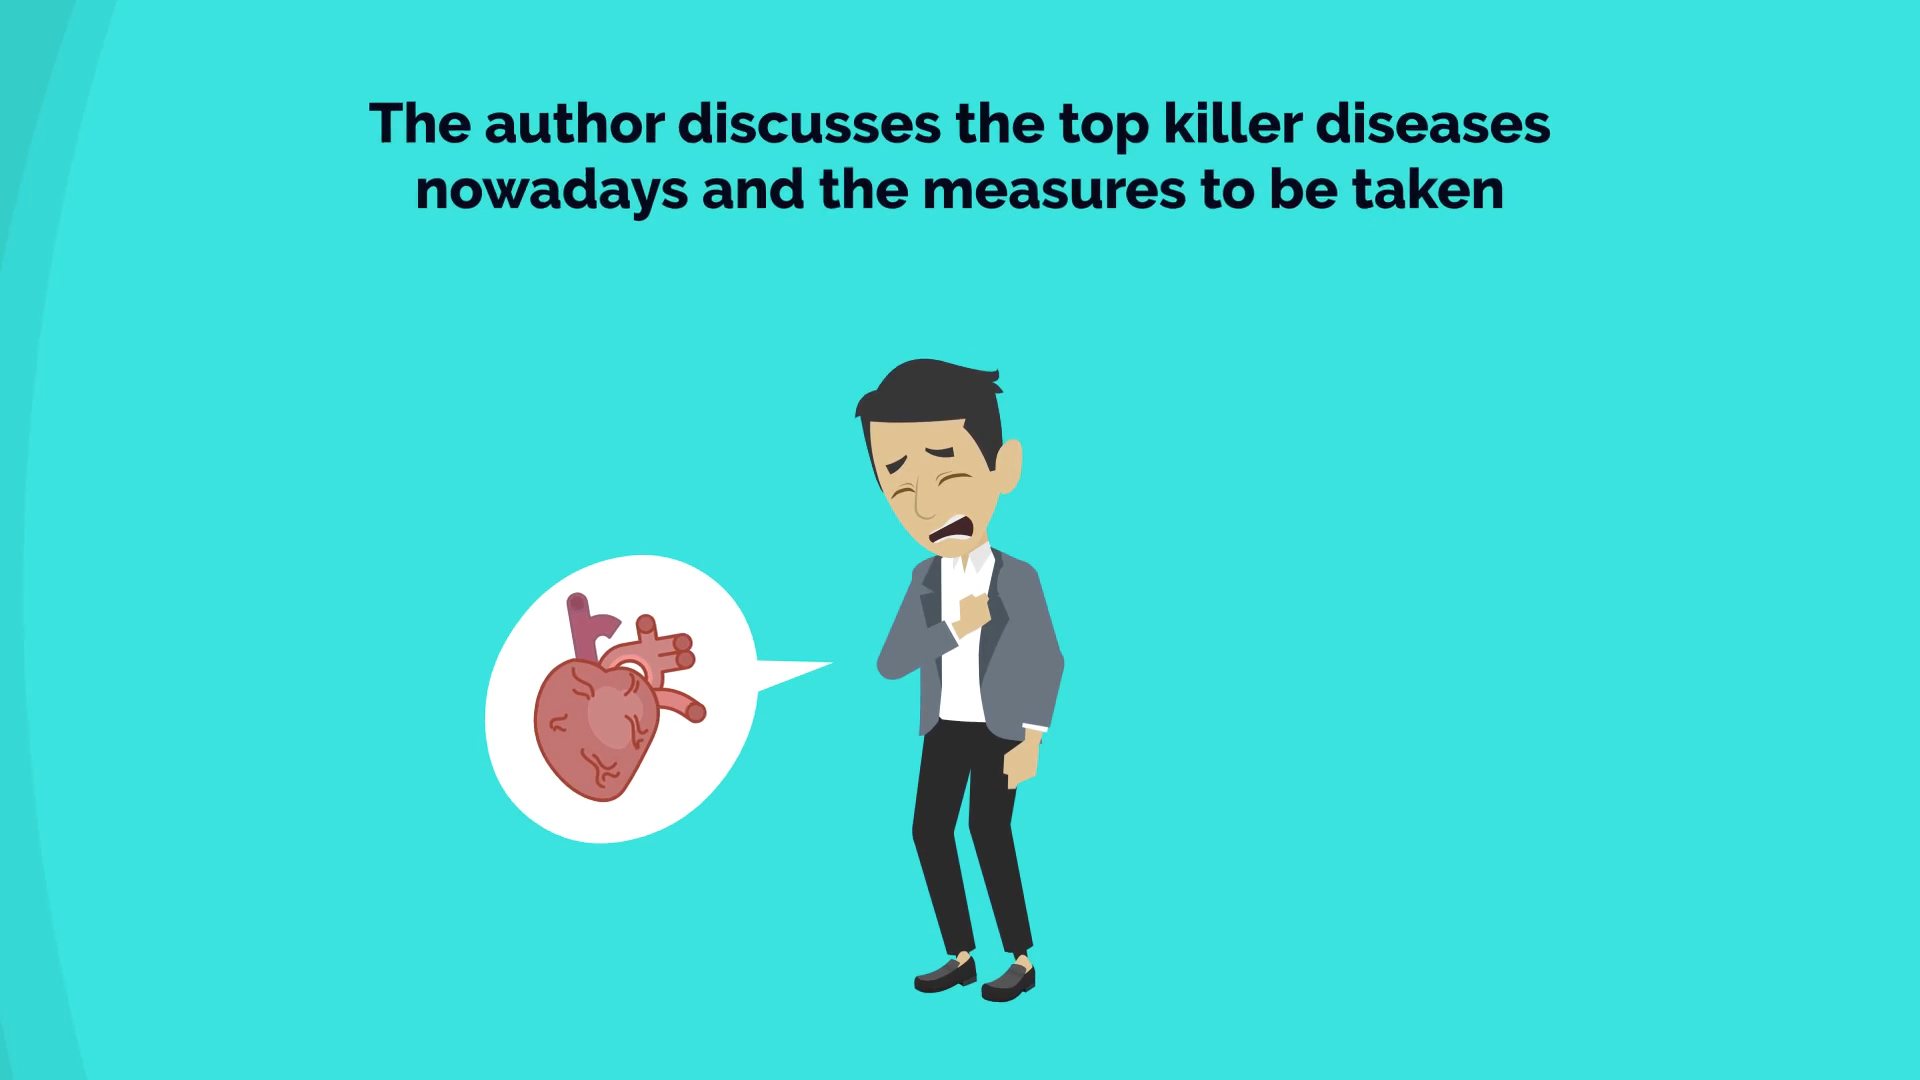 The author discusses the top killer diseases
nowadays and the measures to be taken